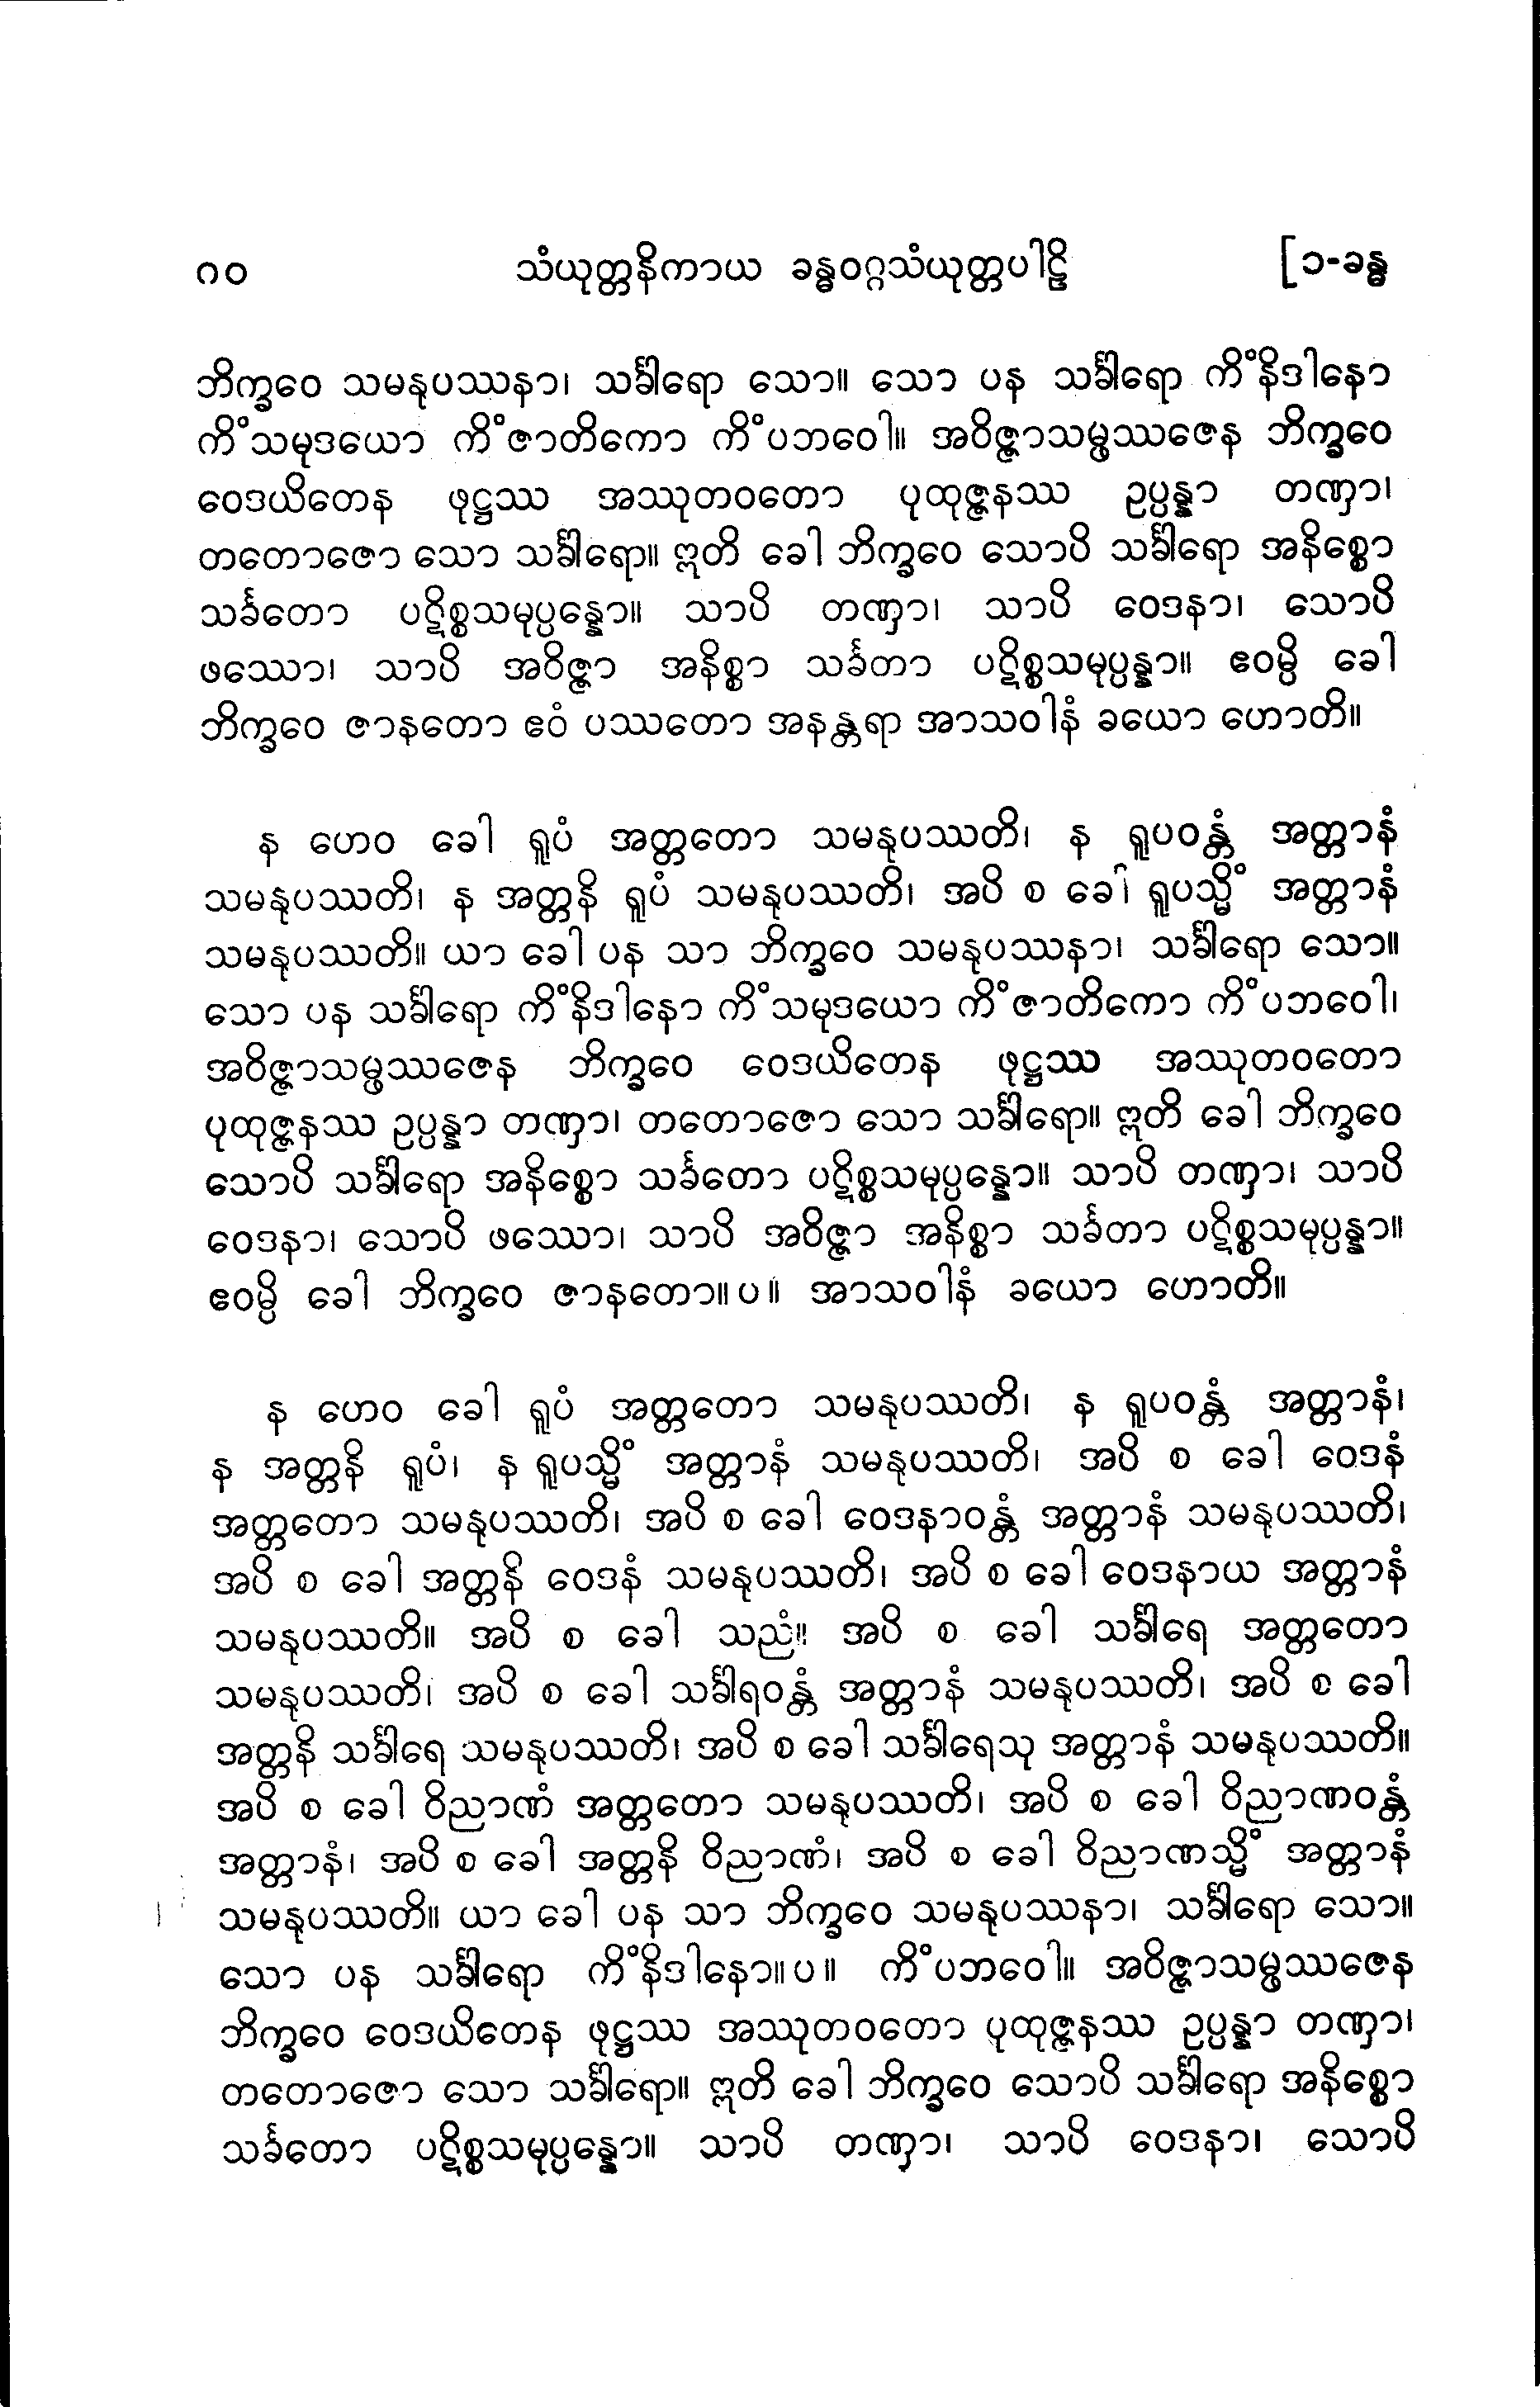 ၈၀ သံယုတ္တနိကာယ ခန္ဓဝဂ္ဂသံယုတ္တပါဠိ [၁-ခန္ဓ
ဘိက္ခဝေ သမနုပဿနာ၊ သင်္ခါရော သော။ သော ပန သင်္ခါရော ကိံနိဒါနော
ကိံသမုဒယော ကိံဇာတိကော ကိံပဘဝေါ။ အဝိဇ္ဇာသမ္ဖဿဇေန ဘိက္ခဝေ
ဝေဒယိတေန ဖုဋ္ဌဿ အဿုတဝတော ပုထုဇ္ဇနဿ ဥပ္ပန္နာ တဏှာ၊
တတောဇော သော သင်္ခါရော။ ဣတိ ခေါ ဘိက္ခဝေ သောပိ သင်္ခါရော အနိစ္စော
သင်္ခတော ပဋိစ္စသမုပ္ပန္နော။ သာပိ တဏှာ၊ သာပိ ဝေဒနာ၊ သောပိ
ဖဿော၊ သာပိ အဝိဇ္ဇာ အနိစ္စာ သင်္ခတာ ပဋိစ္စသမုပ္ပန္နာ။ ဧဝမ္ပိ ခေါ
ဘိက္ခဝေ ဇာနတော ဧဝံ ပဿတော အနန္တရာ အာသဝါနံ ခယော ဟောတိ။
န ဟေဝ ခေါ ရူပံ အတ္တတော သမနုပဿတိ၊ န ရူပဝန္တံ အတ္တာနံ
သမနုပဿတိ၊ န အတ္တနိ ရူပံ သမနုပဿတိ၊ အပိ စ ခေါ ရူပသ္မိံ အတ္တာနံ
သမနုပဿတိ။ ယာ ခေါ ပန သာ ဘိက္ခဝေ သမနုပဿနာ၊ သင်္ခါရော သော။
သော ပန သင်္ခါရော ကိံနိဒါနော ကိံသမုဒယော ကိံဇာတိကော ကိံပဘဝေါ၊
အဝိဇ္ဇာသမ္ဖဿဇေန ဘိက္ခဝေ ဝေဒယိတေန ဖုဋ္ဌဿ အဿုတဝတော
ပုထုဇ္ဇနဿ ဥပ္ပန္နာ တဏှာ၊ တတောဇော သော သင်္ခါရော။ ဣတိ ခေါ ဘိက္ခဝေ
သောပိ သင်္ခါရော အနိစ္စော သင်္ခတော ပဋိစ္စသမုပ္ပန္နော။ သာပိ တဏှာ၊ သာပိ
ဝေဒနာ၊ သောပိ ဖဿော၊ သာပိ အဝိဇ္ဇာ အနိစ္စာ သင်္ခတာ ပဋိစ္စသမုပ္ပန္နာ။
ဧဝမ္ပိ ခေါ ဘိက္ခဝေ ဇာနတော။ပ။ အာသဝါနံ ခယော ဟောတိ။
န ဟေဝ ခေါ ရူပံ အတ္တတော သမနုပဿတိ၊ န ရူပဝန္တံ အတ္တာနံ၊
န အတ္တနိ ရူပံ၊ န ရူပသ္မိံ အတ္တာနံ သမနုပဿတိ၊ အပိ စ ခေါ ဝေဒနံ
အတ္တတော သမနုပဿတိ၊ အပိ စ ခေါ ဝေဒနာဝန္တံ အတ္တာနံ သမနုပဿတိ၊
အပိ စ ခေါ အတ္တနိ ဝေဒနံ သမနုပဿတိ၊ အပိ စ ခေါ ဝေဒနာယ အတ္တာနံ
သမနုပဿတိ။ အပိ စ ခေါ သညံ။ အပိ စ ခေါ သင်္ခါရေ အတ္တတော
သမနုပဿတိ၊ အပိ စ ခေါ သင်္ခါရဝန္တံ အတ္တာနံ သမနုပဿတိ၊ အပိ စ ခေါ
အတ္တနိ သင်္ခါရေ သမနုပဿတိ၊ အပိ စ ခေါ သင်္ခါရေသု အတ္တာနံ သမနုပဿတိ။
အပိ စ ခေါ ဝိညာဏံ အတ္တတော သမနုပဿတိ၊ အပိ စ ခေါ ဝိညာဏဝန္တံ
အတ္တာနံ၊ အပိ စ ခေါ အတ္တနိ ဝိညာဏံ၊ အပိ စ ခေါ ဝိညာဏသ္မိံ အတ္တာနံ
သမနုပဿတိ။ ယာ ခေါ ပန သာ ဘိက္ခဝေ သမနုပဿနာ၊ သင်္ခါရော သော။
သော ပန သင်္ခါရော ကိံနိဒါနော။ပ။ ကိံပဘဝေါ။ အဝိဇ္ဇာသမ္ဖဿဇေန
ဘိက္ခဝေ ဝေဒယိတေန ဖုဋ္ဌဿ အဿုတဝတော ပုထုဇ္ဇနဿ ဥပ္ပန္နာ တဏှာ၊
တတောဇော သော သင်္ခါရော။ ဣတိ ခေါ ဘိက္ခဝေ သောပိ သင်္ခါရော အနိစ္စော
သင်္ခတော ပဋိစ္စသမုပ္ပန္နော။ သာပိ တဏှာ၊ သာပိ ဝေဒနာ၊ သောပိ